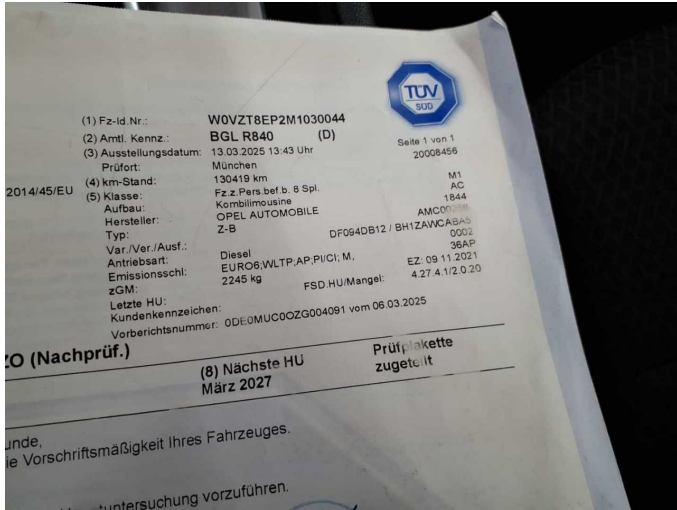 TÜV
SÜD
(1) Fz-Id.Nr.: W0VZT8EP2M1030044
(2) Amtl. Kennz.: BGL R840 (D)
(3) Ausstellungsdatum: 13.03.2025 13:43 Uhr Seite 1 von 1
Prüfort: München 20008456
2014/45/EU (4) km-Stand: 130419 km
(5) Klasse: Fz.z.Pers.bef.b. 8 Spl. M1
Aufbau: Kombilimousine AC
Hersteller: OPEL AUTOMOBILE 1844
Typ: Z-B
Var./Ver./Ausf.: DF094DB12 / BH1ZAWCABA5
Antriebsart: Diesel 0002
Emissionsschl: EURO6;WLTP;AP;PI/CI; M, 36AP
zGM: 2245 kg EZ: 09.11.2021
Letzte HU: FSD.HU/Mangel: 4.27.4.1/2.0.20
Kundenkennzeichen:
Vorberichtsnummer: 0DE0MUC0OZG004091 vom 06.03.2025
ZO (Nachprüf.)
(8) Nächste HU Prüfplakette
März 2027 zugeteilt
unde,
ie Vorschriftsmäßigkeit Ihres Fahrzeuges.
untersuchung vorzuführen.